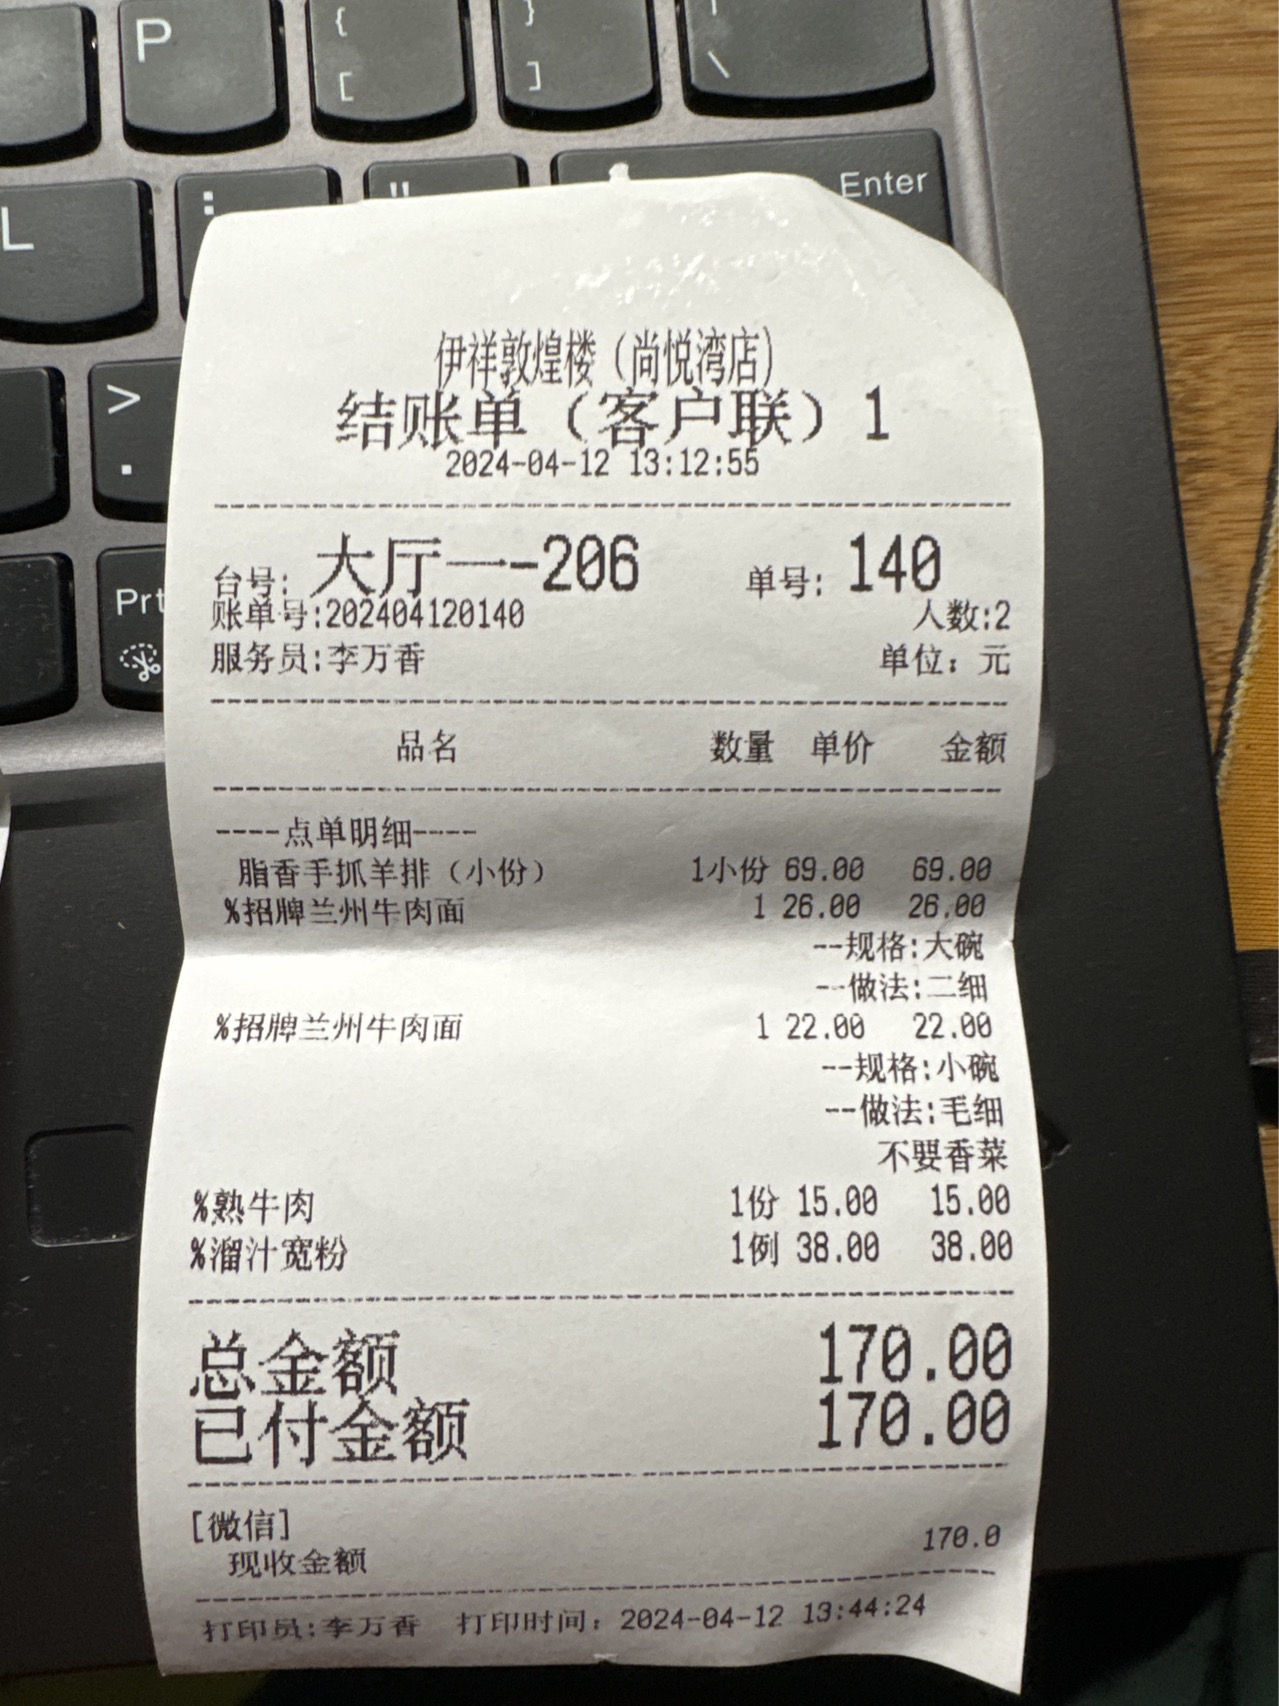 P
{
[
}
]
\
L
:
"
Enter
>
.
Prt
伊祥敦煌楼（尚悦湾店）
结账单（客户联）1
2024-04-12 13:12:55
台号: 大厅一-206 单号: 140
账单号:202404120140 人数:2
服务员:李万香 单位: 元
品名 数量 单价 金额
----点单明细----
脂香手抓羊排（小份） 1小份 69.00 69.00
%招牌兰州牛肉面 1 26.00 26.00
--规格:大碗
--做法:二细
%招牌兰州牛肉面 1 22.00 22.00
--规格:小碗
--做法:毛细
不要香菜
%熟牛肉 1份 15.00 15.00
%溜汁宽粉 1例 38.00 38.00
总金额 170.00
已付金额 170.00
[微信]
现收金额 170.0
打印员:李万香 打印时间: 2024-04-12 13:44:24